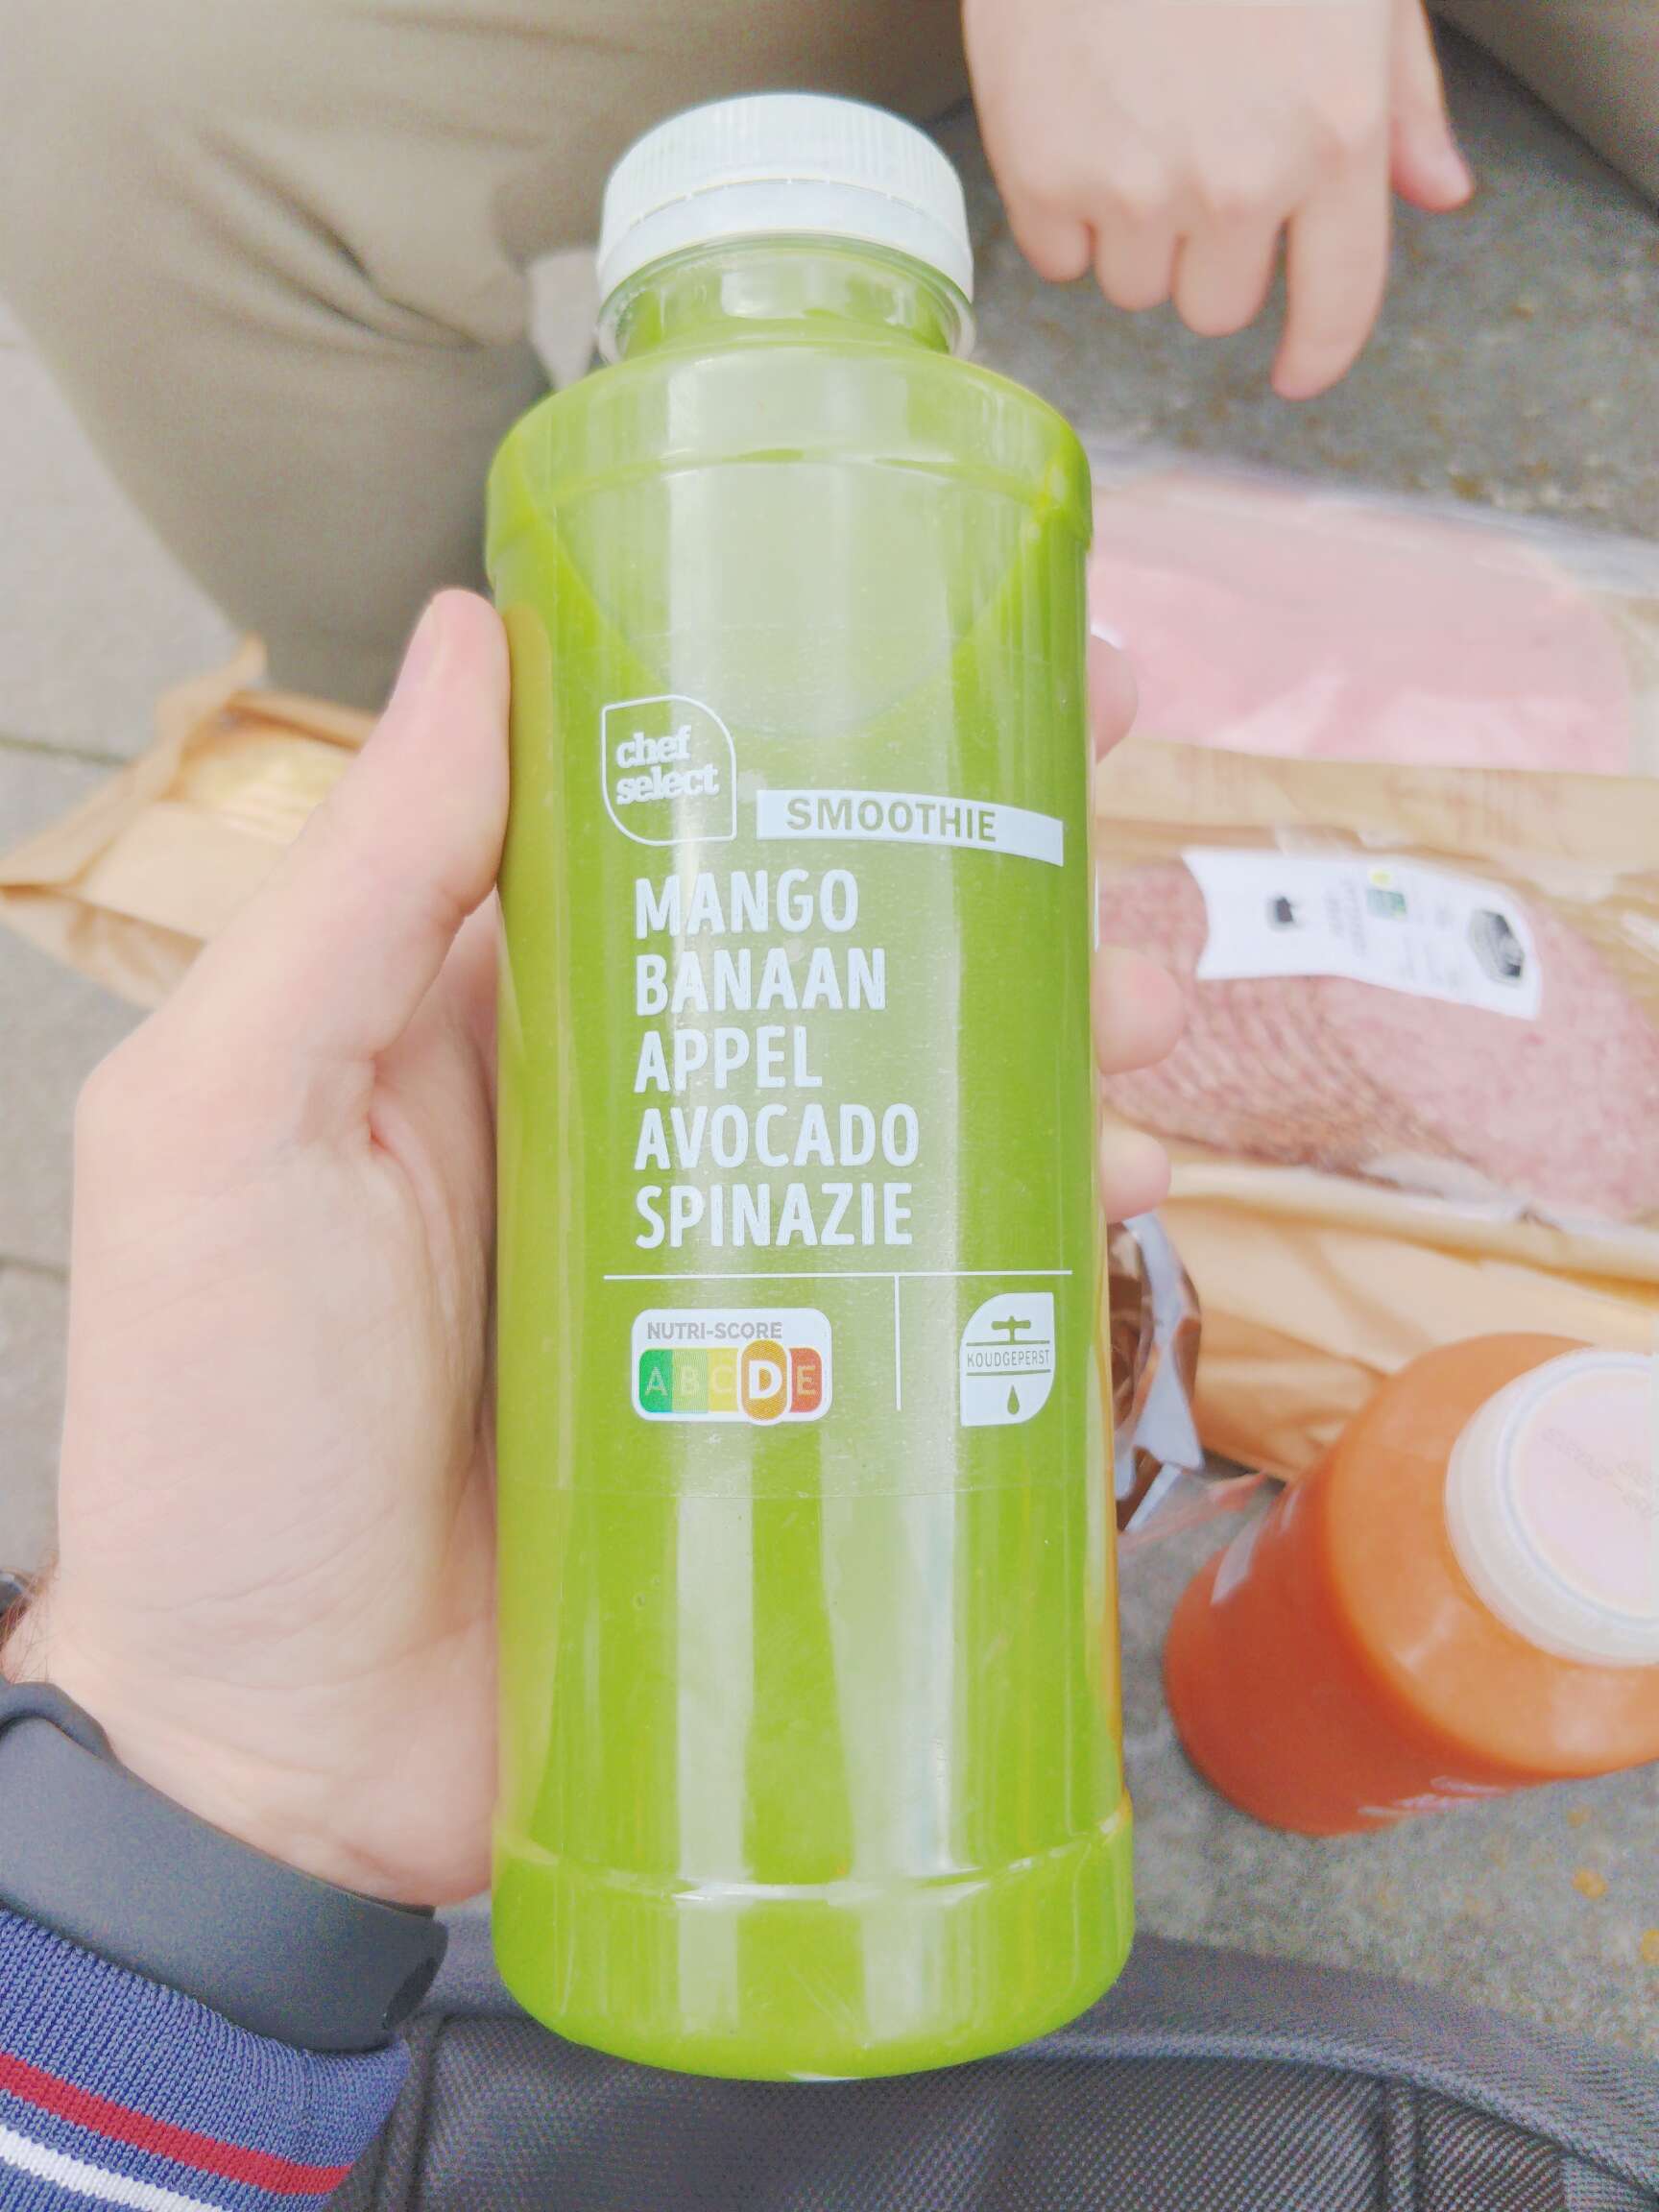 chef
select
SMOOTHIE
MANGO
BANAAN
APPEL
AVOCADO
SPINAZIE
NUTRI-SCORE
A B C D E
KOUDGEPERST